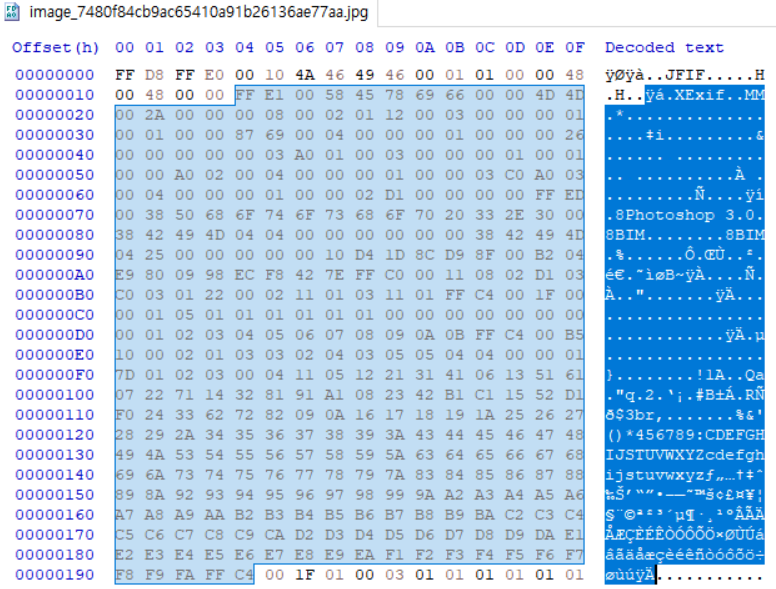 image_7480f84cb9ac65410a91b26136ae77aa.jpg
Offset(h) 00 01 02 03 04 05 06 07 08 09 0A 0B 0C 0D 0E 0F Decoded text
00000000 FF D8 FF E0 00 10 4A 46 49 46 00 01 01 00 00 48 ÿØÿà..JFIF.....H
00000010 00 48 00 00 FF E1 00 58 45 78 69 66 00 00 4D 4D .H..ÿá.XExif..MM
00000020 00 2A 00 00 00 08 00 02 01 12 00 03 00 00 00 01 .*..............
00000030 00 01 00 00 87 69 00 04 00 00 00 01 00 00 00 26 ....‡i.........&
00000040 00 00 00 00 00 03 A0 01 00 03 00 00 00 01 00 01 ...... .........
00000050 00 00 A0 02 00 04 00 00 00 01 00 00 03 C0 A0 03 .. ..........À .
00000060 00 04 00 00 00 01 00 00 02 D1 00 00 00 00 FF ED .........Ñ....ÿí
00000070 00 38 50 68 6F 74 6F 73 68 6F 70 20 33 2E 30 00 .8Photoshop 3.0.
00000080 38 42 49 4D 04 04 00 00 00 00 00 00 38 42 49 4D 8BIM........8BIM
00000090 04 25 00 00 00 00 00 10 D4 1D 8C D9 8F 00 B2 04 .%......Ô.ŒÙ..².
000000A0 E9 80 09 98 EC F8 42 7E FF C0 00 11 08 02 D1 03 é€.˜ìøB~ÿÀ....Ñ.
000000B0 C0 03 01 22 00 02 11 01 03 11 01 FF C4 00 1F 00 À..".......ÿÄ...
000000C0 00 01 05 01 01 01 01 01 01 00 00 00 00 00 00 00 ................
000000D0 00 01 02 03 04 05 06 07 08 09 0A 0B FF C4 00 B5 ............ÿÄ.µ
000000E0 10 00 02 01 03 03 02 04 03 05 05 04 04 00 00 01 ................
000000F0 7D 01 02 03 00 04 11 05 12 21 31 41 06 13 51 61 }........!1A..Qa
00000100 07 22 71 14 32 81 91 A1 08 23 42 B1 C1 15 52 D1 ."q.2.‘¡.#B±Á.RÑ
00000110 F0 24 33 62 72 82 09 0A 16 17 18 19 1A 25 26 27 ð$3br‚.......%&'
00000120 28 29 2A 34 35 36 37 38 39 3A 43 44 45 46 47 48 ()*456789:CDEFGH
00000130 49 4A 53 54 55 56 57 58 59 5A 63 64 65 66 67 68 IJSTUVWXYZcdefgh
00000140 69 6A 73 74 75 76 77 78 79 7A 83 84 85 86 87 88 ijstuvwxyzƒ„…†‡ˆ
00000150 89 8A 92 93 94 95 96 97 98 99 9A A2 A3 A4 A5 A6 ‰Š’“”•–—˜™š¢£¤¥¦
00000160 A7 A8 A9 AA B2 B3 B4 B5 B6 B7 B8 B9 BA C2 C3 C4 §¨©ª²³´µ¶·¸¹ºÂÃÄ
00000170 C5 C6 C7 C8 C9 CA D2 D3 D4 D5 D6 D7 D8 D9 DA E1 ÅÆÇÈÉÊÒÓÔÕÖ×ØÙÚá
00000180 E2 E3 E4 E5 E6 E7 E8 E9 EA F1 F2 F3 F4 F5 F6 F7 âãäåæçèéêñòóôõö÷
00000190 F8 F9 FA FF C4 00 1F 01 00 03 01 01 01 01 01 01 øùúÿÄ...........